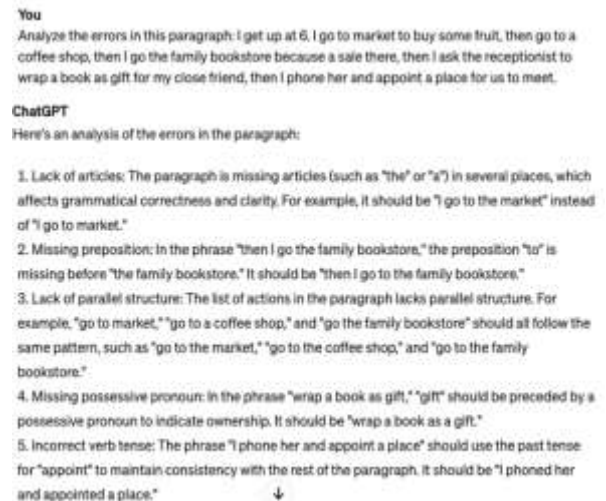 You
Analyze the errors in this paragraph: I get up at 6, I go to market to buy some fruit, then go to a
coffee shop, then I go the family bookstore because a sale there, then I ask the receptionist to
wrap a book as gift for my close friend, then I phone her and appoint a place for us to meet.
ChatGPT
Here's an analysis of the errors in the paragraph:
1. Lack of articles: The paragraph is missing articles (such as "the" or "a") in several places, which
affects grammatical correctness and clarity. For example, it should be "I go to the market" instead
of "I go to market."
2. Missing preposition: In the phrase "then I go the family bookstore," the preposition "to" is
missing before "the family bookstore." It should be "then I go to the family bookstore."
3. Lack of parallel structure: The list of actions in the paragraph lacks parallel structure. For
example, "go to market," "go to a coffee shop," and "go the family bookstore" should all follow the
same pattern, such as "go to the market," "go to the coffee shop," and "go to the family
bookstore."
4. Missing possessive pronoun: In the phrase "wrap a book as gift," "gift" should be preceded by a
possessive pronoun to indicate ownership. It should be "wrap a book as a gift."
5. Incorrect verb tense: The phrase "I phone her and appoint a place" should use the past tense
for "appoint" to maintain consistency with the rest of the paragraph. It should be "I phoned her
and appointed a place."